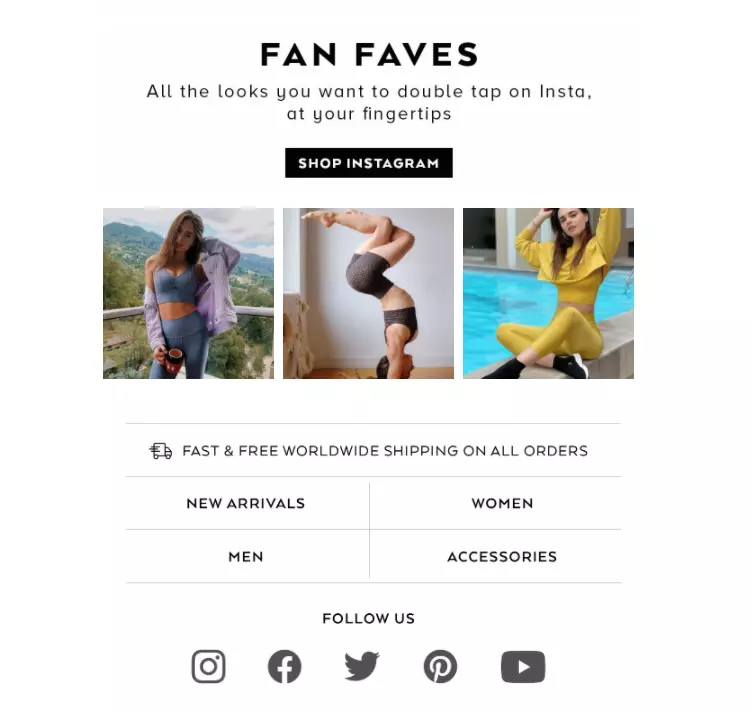 FAN FAVES
All the looks you want to double tap on Insta,
at your fingertips
SHOP INSTAGRAM
FAST & FREE WORLDWIDE SHIPPING ON ALL ORDERS
NEW ARRIVALS
WOMEN
MEN
ACCESSORIES
FOLLOW US